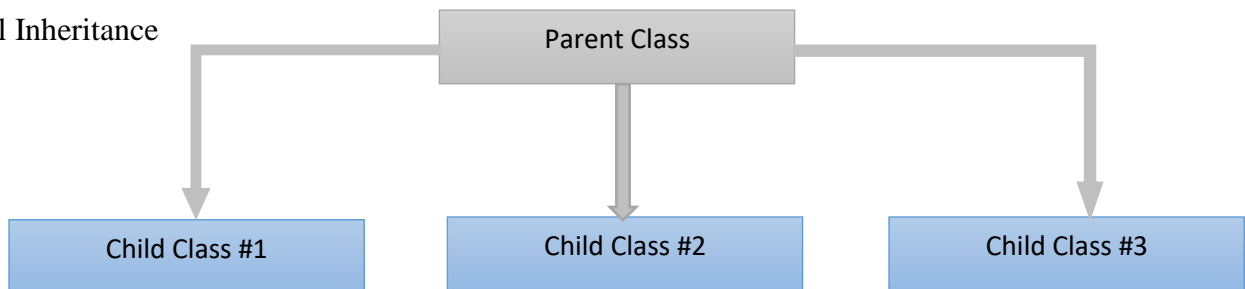 l Inheritance
Parent Class
Child Class #1
Child Class #2
Child Class #3